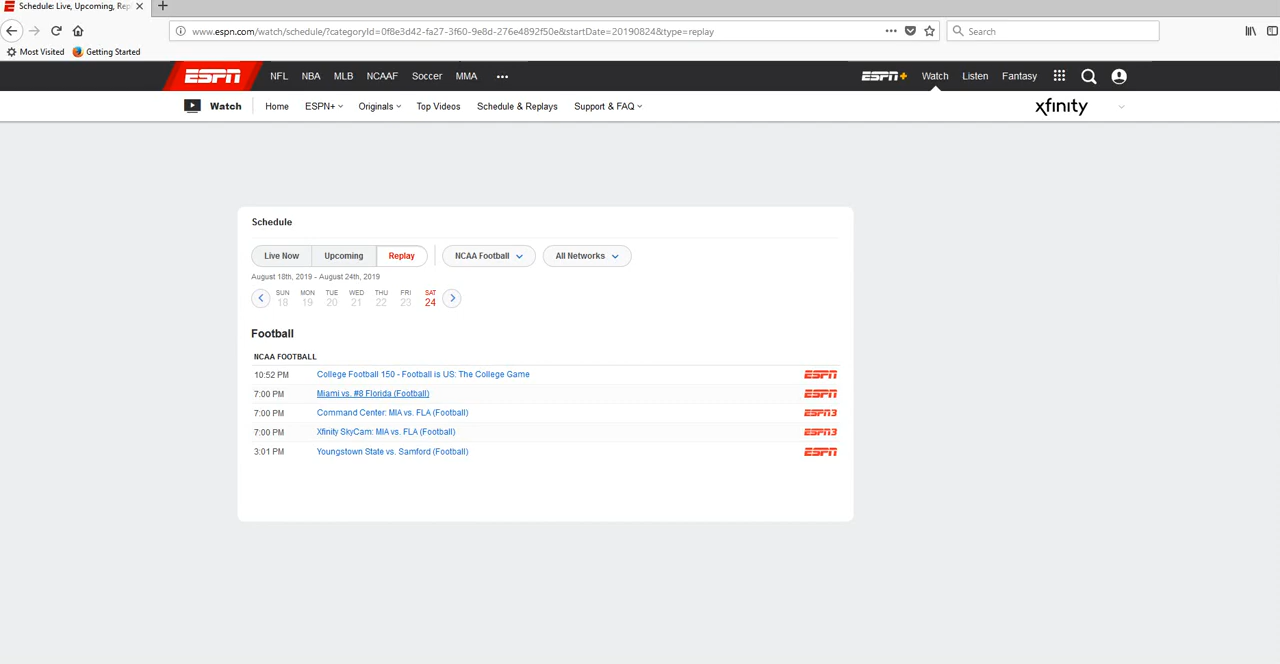 Schedule: Live, Upcoming, Rep
www.espn.com/watch/schedule/?categoryId=0f8e3d42-fa27-3f60-9e8d-276e4892f50e&startDate=20190824&type=replay
Search
Most Visited Getting Started
ESPN NFL NBA MLB NCAAF Soccer MMA ESPN+ Watch Listen Fantasy
Watch Home ESPN+ Originals Top Videos Schedule & Replays Support & FAQ xfinity
Schedule
Live Now Upcoming Replay NCAA Football All Networks
August 18th, 2019 - August 24th, 2019
SUN MON TUE WED THU FRI SAT
18 19 20 21 22 23 24
Football
NCAA FOOTBALL
10:52 PM College Football 150 - Football is US: The College Game ESPN
7:00 PM Miami vs. #8 Florida (Football) ESPN
7:00 PM Command Center: MIA vs. FLA (Football) ESPN3
7:00 PM Xfinity SkyCam: MIA vs. FLA (Football) ESPN3
3:01 PM Youngstown State vs. Samford (Football) ESPN